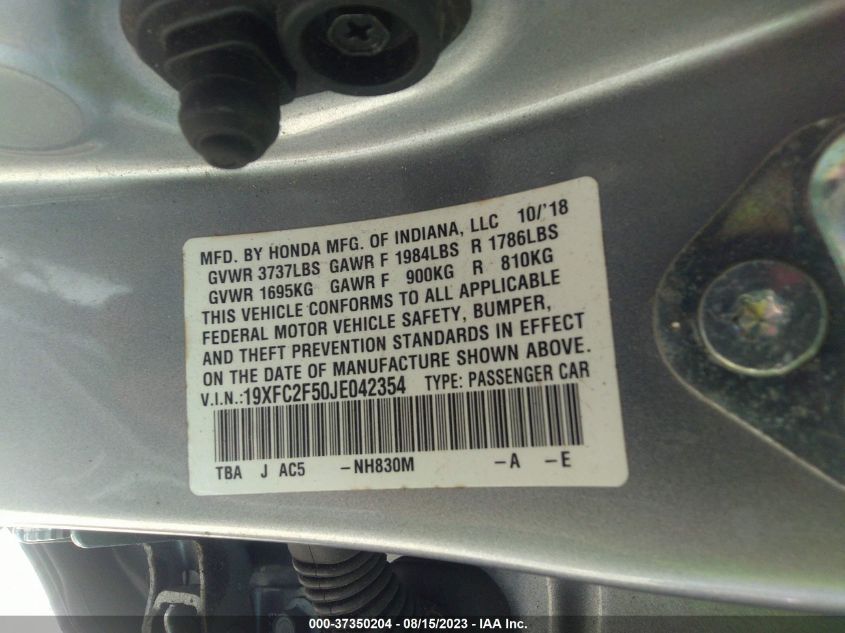 MFD. BY HONDA MFG. OF INDIANA, LLC 10/'18
GVWR 3737LBS GAWR F 1984LBS R 1786LBS
GVWR 1695KG GAWR F 900KG R 810KG
THIS VEHICLE CONFORMS TO ALL APPLICABLE
FEDERAL MOTOR VEHICLE SAFETY, BUMPER,
AND THEFT PREVENTION STANDARDS IN EFFECT
ON THE DATE OF MANUFACTURE SHOWN ABOVE.
V.I.N.:19XFC2F50JE042354 TYPE: PASSENGER CAR
TBA J AC5 -NH830M -A -E
000-37350204 - 08/15/2023 - IAA Inc.